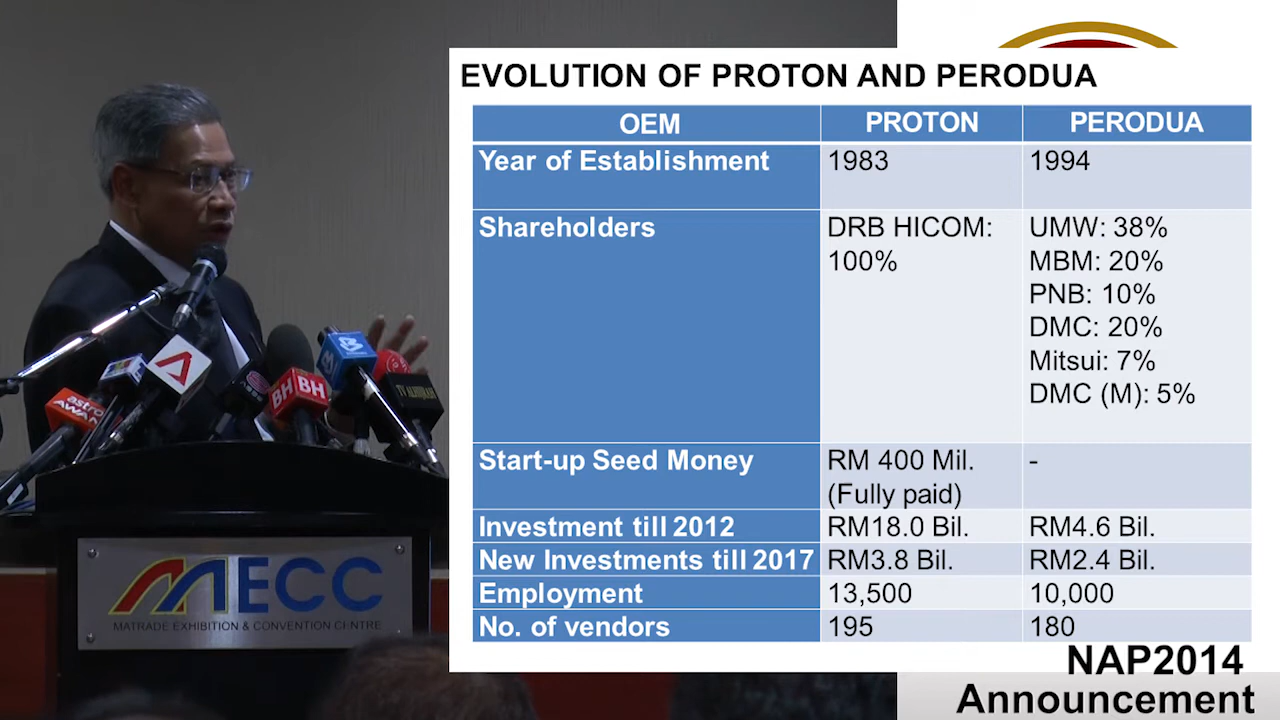 EVOLUTION OF PROTON AND PERODUA
OEM PROTON PERODUA
Year of Establishment 1983 1994
Shareholders DRB HICOM: UMW: 38%
100% MBM: 20%
PNB: 10%
DMC: 20%
Mitsui: 7%
DMC (M): 5%
Start-up Seed Money RM 400 Mil. -
(Fully paid)
Investment till 2012 RM18.0 Bil. RM4.6 Bil.
New Investments till 2017 RM3.8 Bil. RM2.4 Bil.
Employment 13,500 10,000
No. of vendors 195 180
NAP2014
Announcement
astro
AWANI
BH BH
TV ALHIJRAH
MECC
MATRADE EXHIBITION & CONVENTION CENTRE